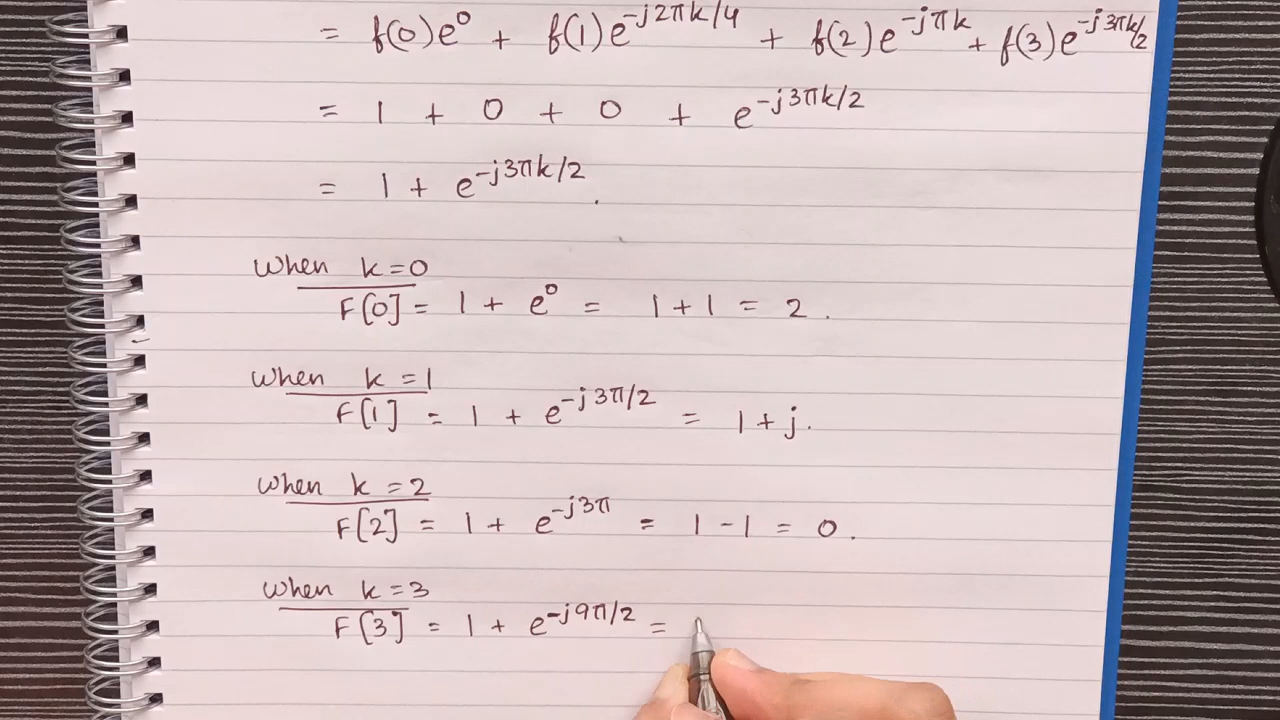 = f(0)e⁰ + f(1)e^-j2πk/4 + f(2)e^-jπk + f(3)e^-j3πk/2
= 1 + 0 + 0 + e^-j3πk/2
= 1 + e^-j3πk/2.
When k=0
F[0] = 1 + e⁰ = 1+1 = 2.
When k=1
F[1] = 1 + e^-j3π/2 = 1+j.
When k=2
F[2] = 1 + e^-j3π = 1-1 = 0.
When k=3
F[3] = 1 + e^-j9π/2 =